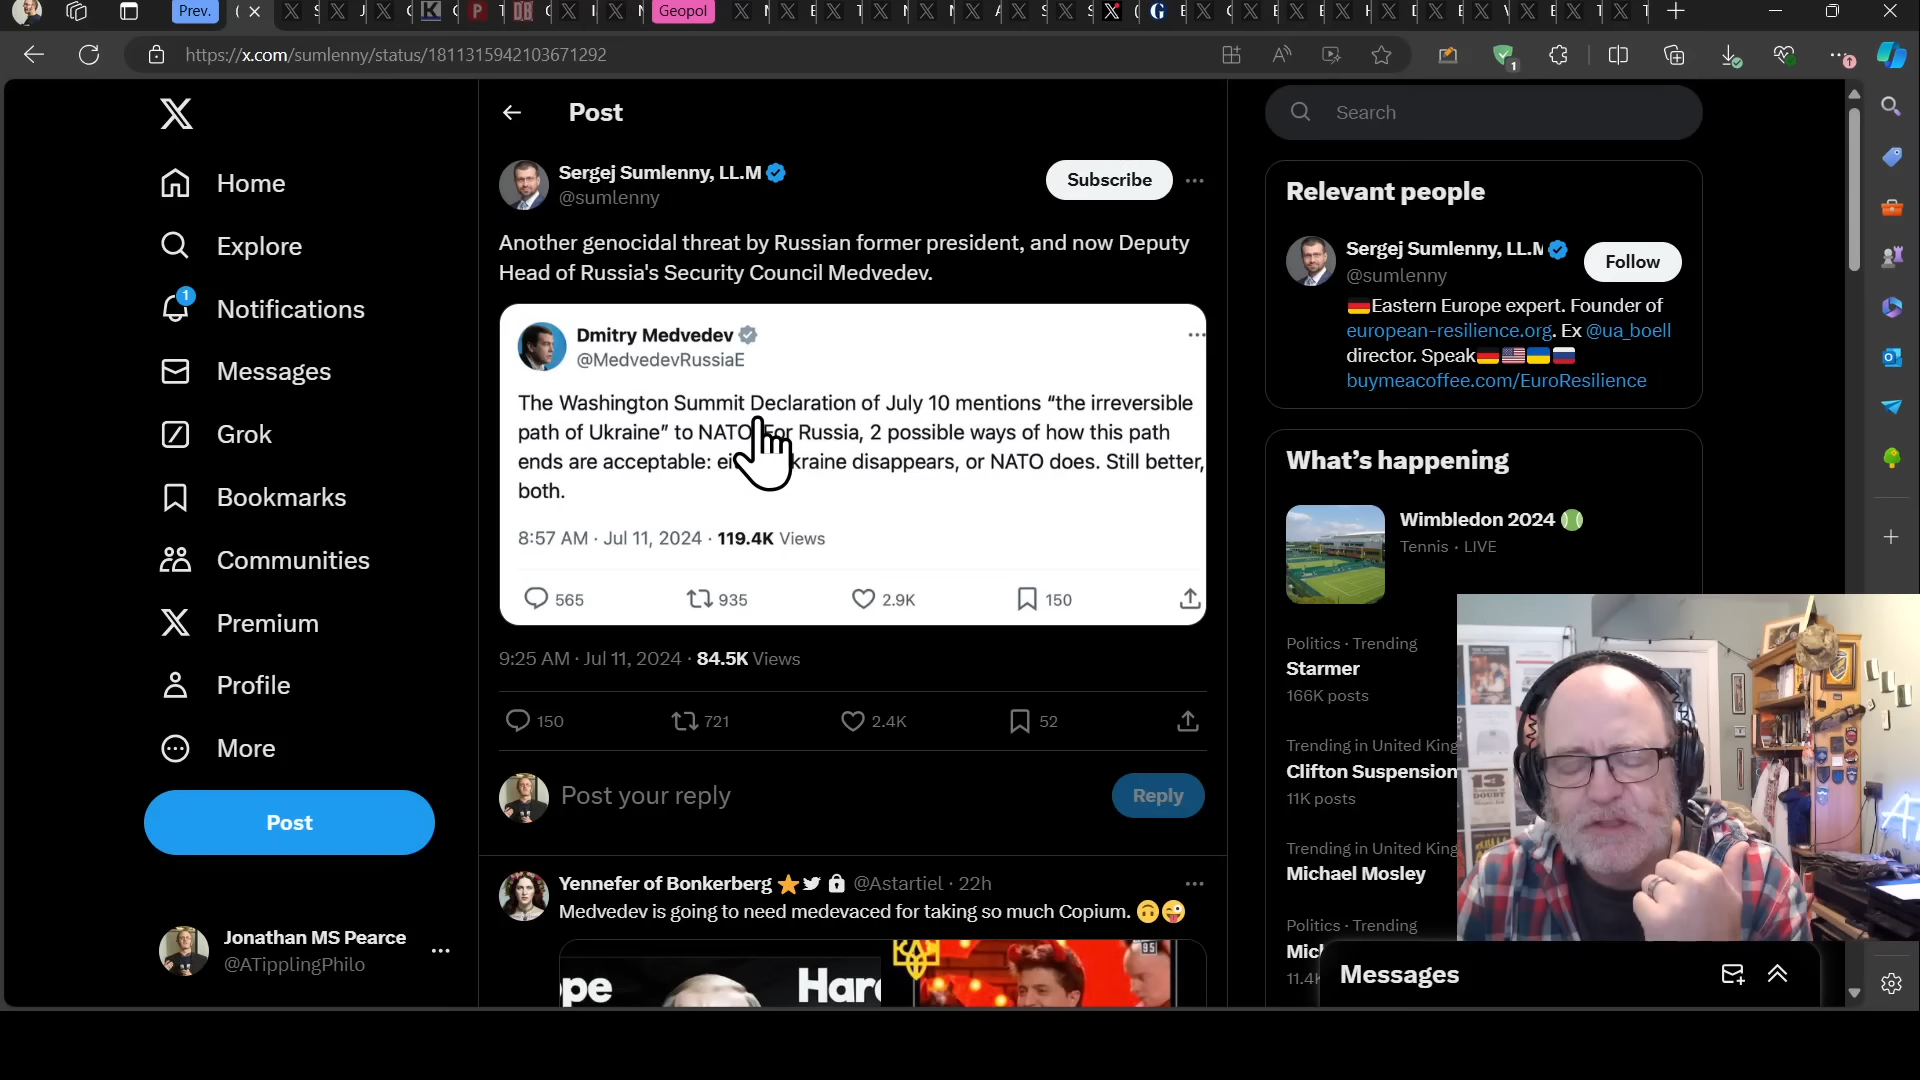 Prev.
Geopol
https://x.com/sumlenny/status/1811315942103671292
1
Home
Explore
1
Notifications
Messages
Grok
Bookmarks
Communities
Premium
Profile
More
Post
Jonathan MS Pearce
@ATipplingPhilo
Post
Sergej Sumlenny, LL.M
@sumlenny
Subscribe
Another genocidal threat by Russian former president, and now Deputy
Head of Russia's Security Council Medvedev.
Dmitry Medvedev
@MedvedevRussiaE
The Washington Summit Declaration of July 10 mentions “the irreversible
path of Ukraine” to NATO. For Russia, 2 possible ways of how this path
ends are acceptable: kraine disappears, or NATO does. Still better,
both.
8:57 AM · Jul 11, 2024 · 119.4K Views
565 935 2.9K 150
9:25 AM · Jul 11, 2024 · 84.5K Views
150 721 2.4K 52
Post your reply
Reply
Yennefer of Bonkerberg @Astartiel · 22h
Medvedev is going to need medevaced for taking so much Copium.
pe Har
95
Search
Relevant people
Sergej Sumlenny, LL.M
@sumlenny
Follow
Eastern Europe expert. Founder of
european-resilience.org. Ex @ua_boell
director. Speak
buymeacoffee.com/EuroResilience
What’s happening
Wimbledon 2024
Tennis · LIVE
Politics · Trending
Starmer
166K posts
Trending in United King
Clifton Suspension
11K posts
Trending in United King
Michael Mosley
Politics · Trending
Mich
11.4K
Messages
13
DOUBT